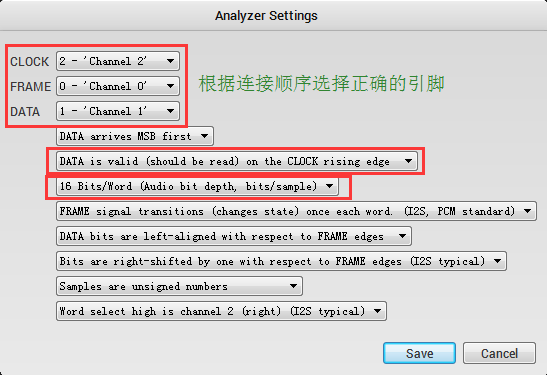 Analyzer Settings
CLOCK 2 - 'Channel 2'
FRAME 0 - 'Channel 0'
根据连接顺序选择正确的引脚
DATA 1 - 'Channel 1'
DATA arrives MSB first
DATA is valid (should be read) on the CLOCK rising edge
16 Bits/Word (Audio bit depth, bits/sample)
FRAME signal transitions (changes state) once each word. (I2S, PCM standard)
DATA bits are left-aligned with respect to FRAME edges
Bits are right-shifted by one with respect to FRAME edges (I2S typical)
Samples are unsigned numbers
Word select high is channel 2 (right) (I2S typical)
Save Cancel